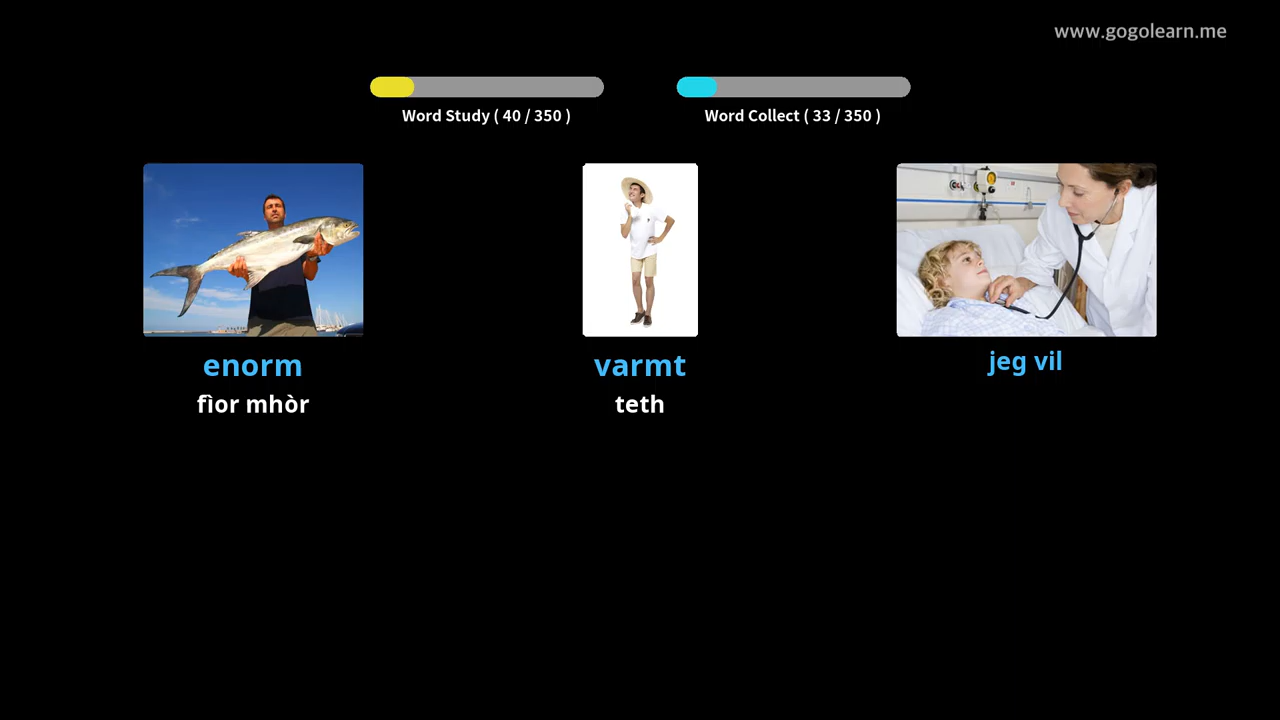 www.gogolearn.me
Word Study ( 40 / 350 )
Word Collect ( 33 / 350 )
enorm
fìor mhòr
varmt
teth
jeg vil